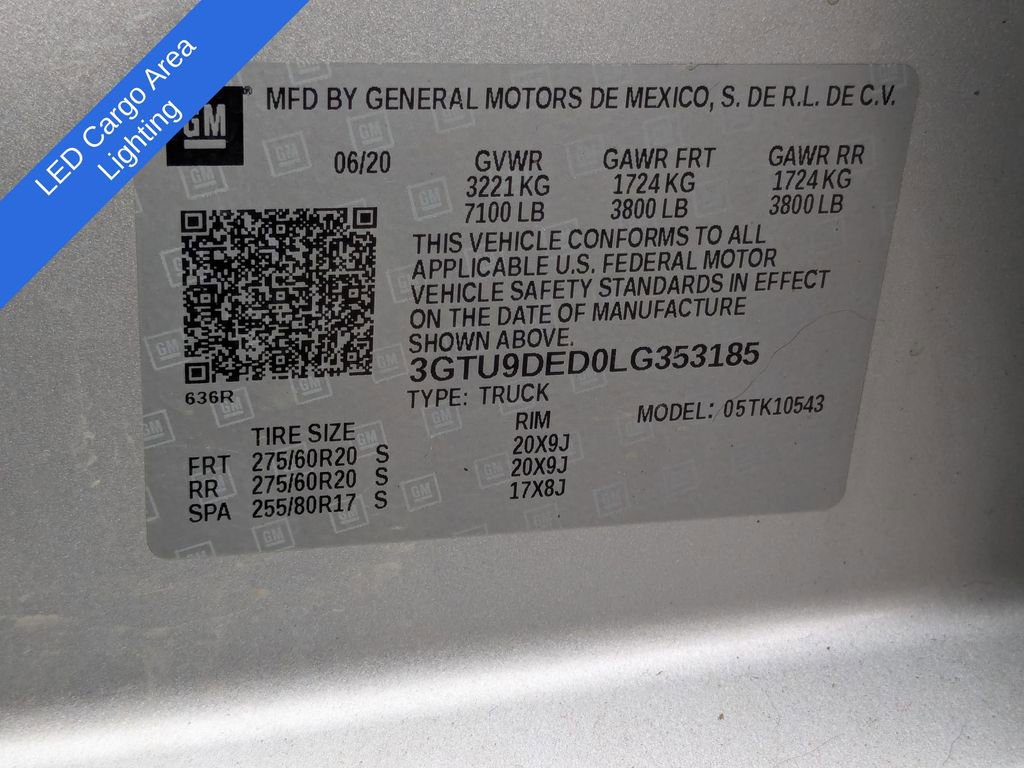 LED Cargo Area
Lighting
GM
MFD BY GENERAL MOTORS DE MEXICO, S. DE R.L. DE C.V.
06/20 GVWR GAWR FRT GAWR RR
3221 KG 1724 KG 1724 KG
7100 LB 3800 LB 3800 LB
THIS VEHICLE CONFORMS TO ALL
APPLICABLE U.S. FEDERAL MOTOR
VEHICLE SAFETY STANDARDS IN EFFECT
ON THE DATE OF MANUFACTURE
SHOWN ABOVE.
3GTU9DED0LG353185
636R
TYPE: TRUCK MODEL: 05TK10543
TIRE SIZE RIM
FRT 275/60R20 S 20X9J
RR 275/60R20 S 20X9J
SPA 255/80R17 S 17X8J